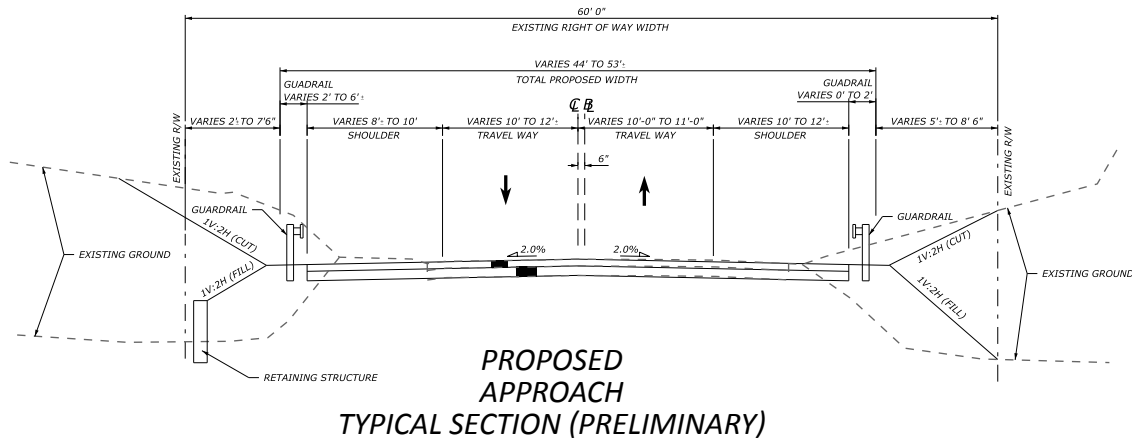 60' 0"
EXISTING RIGHT OF WAY WIDTH
VARIES 44' TO 53'±
TOTAL PROPOSED WIDTH
GUADRAIL
VARIES 2' TO 6'±
GUADRAIL
VARIES 0' TO 2'
EXISTING R/W
VARIES 2'± TO 7'6"
VARIES 8'± TO 10'
SHOULDER
VARIES 10' TO 12'±
TRAVEL WAY
C̲L B̲L
VARIES 10'-0" TO 11'-0"
TRAVEL WAY
VARIES 10' TO 12'±
SHOULDER
VARIES 5'± TO 8' 6"
EXISTING R/W
6"
GUARDRAIL
GUARDRAIL
1V:2H (CUT)
1V:2H (FILL)
2.0%
2.0%
1V:2H (CUT)
1V:2H (FILL)
EXISTING GROUND
EXISTING GROUND
RETAINING STRUCTURE
PROPOSED
APPROACH
TYPICAL SECTION (PRELIMINARY)